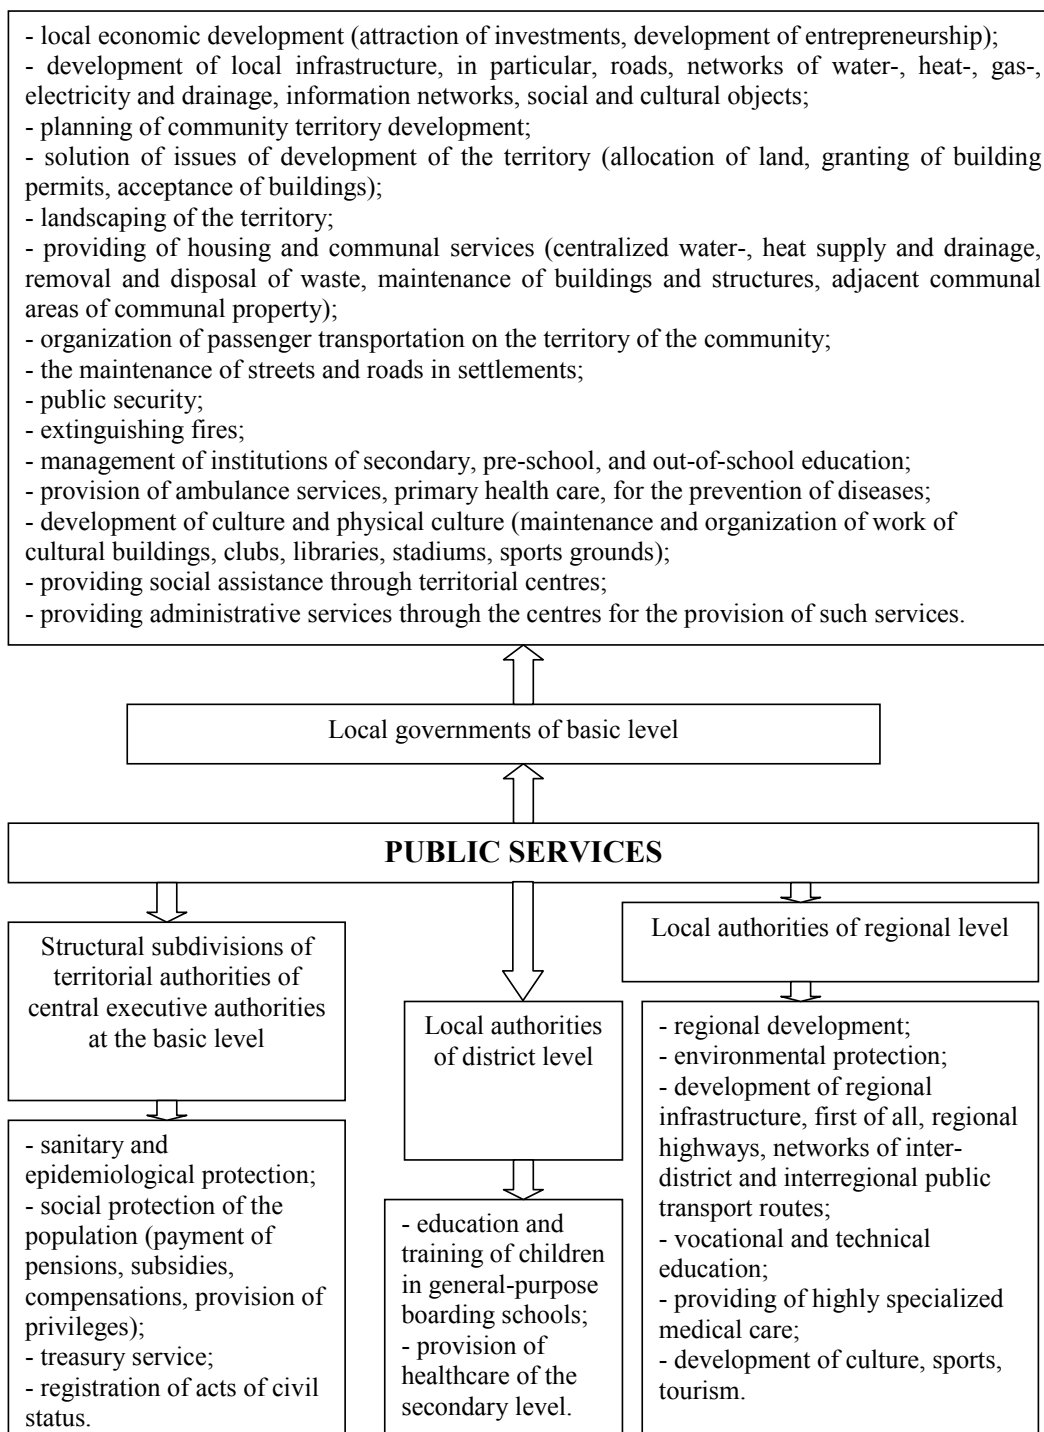 - local economic development (attraction of investments, development of entrepreneurship);
- development of local infrastructure, in particular, roads, networks of water-, heat-, gas-,
electricity and drainage, information networks, social and cultural objects;
- planning of community territory development;
- solution of issues of development of the territory (allocation of land, granting of building
permits, acceptance of buildings);
- landscaping of the territory;
- providing of housing and communal services (centralized water-, heat supply and drainage,
removal and disposal of waste, maintenance of buildings and structures, adjacent communal
areas of communal property);
- organization of passenger transportation on the territory of the community;
- the maintenance of streets and roads in settlements;
- public security;
- extinguishing fires;
- management of institutions of secondary, pre-school, and out-of-school education;
- provision of ambulance services, primary health care, for the prevention of diseases;
- development of culture and physical culture (maintenance and organization of work of
cultural buildings, clubs, libraries, stadiums, sports grounds);
- providing social assistance through territorial centres;
- providing administrative services through the centres for the provision of such services.
Local governments of basic level
PUBLIC SERVICES
Structural subdivisions of
territorial authorities of
central executive authorities
at the basic level
- sanitary and
epidemiological protection;
- social protection of the
population (payment of
pensions, subsidies,
compensations, provision of
privileges);
- treasury service;
- registration of acts of civil
status.
Local authorities
of district level
- education and
training of children
in general-purpose
boarding schools;
- provision of
healthcare of the
secondary level.
Local authorities of regional level
- regional development;
- environmental protection;
- development of regional
infrastructure, first of all, regional
highways, networks of inter-
district and interregional public
transport routes;
- vocational and technical
education;
- providing of highly specialized
medical care;
- development of culture, sports,
tourism.